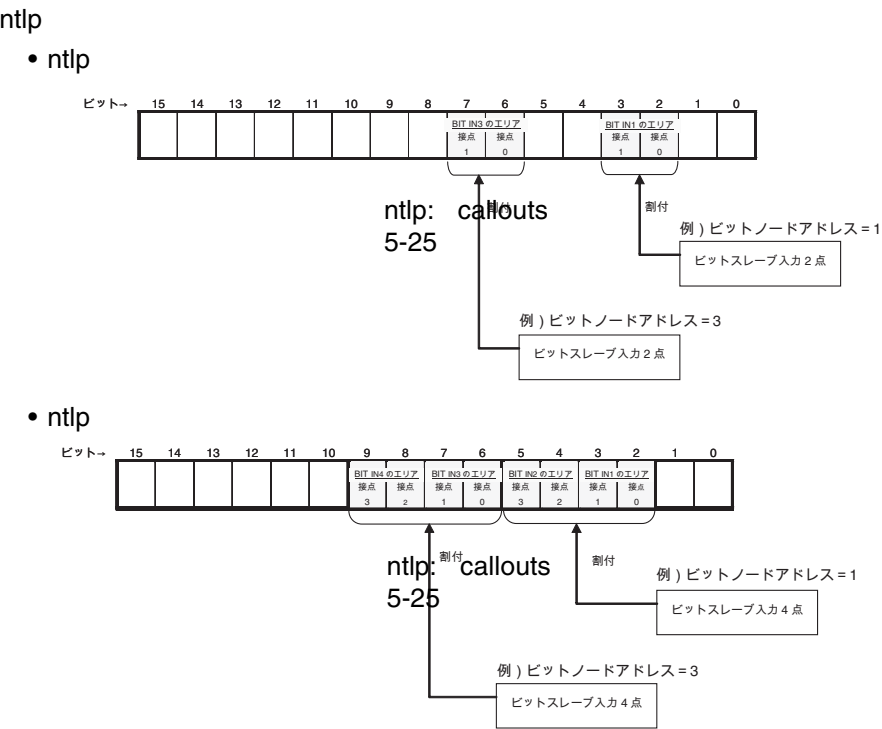 ntlp
• ntlp
ビット→ 15 14 13 12 11 10 9 8 7 6 5 4 3 2 1 0
BIT IN3 のエリア BIT IN1 のエリア
接点 接点 接点 接点
1 0 1 0
割付 割付
ntlp: callouts
5-25
例 ) ビットノードアドレス = 1
ビットスレーブ入力 2 点
例 ) ビットノードアドレス = 3
ビットスレーブ入力 2 点
• ntlp
ビット→ 15 14 13 12 11 10 9 8 7 6 5 4 3 2 1 0
BIT IN4 のエリア BIT IN3 のエリア BIT IN2 のエリア BIT IN1 のエリア
接点 接点 接点 接点 接点 接点 接点 接点
3 2 1 0 3 2 1 0
割付 割付
ntlp: callouts
5-25
例 ) ビットノードアドレス = 1
ビットスレーブ入力 4 点
例 ) ビットノードアドレス = 3
ビットスレーブ入力 4 点